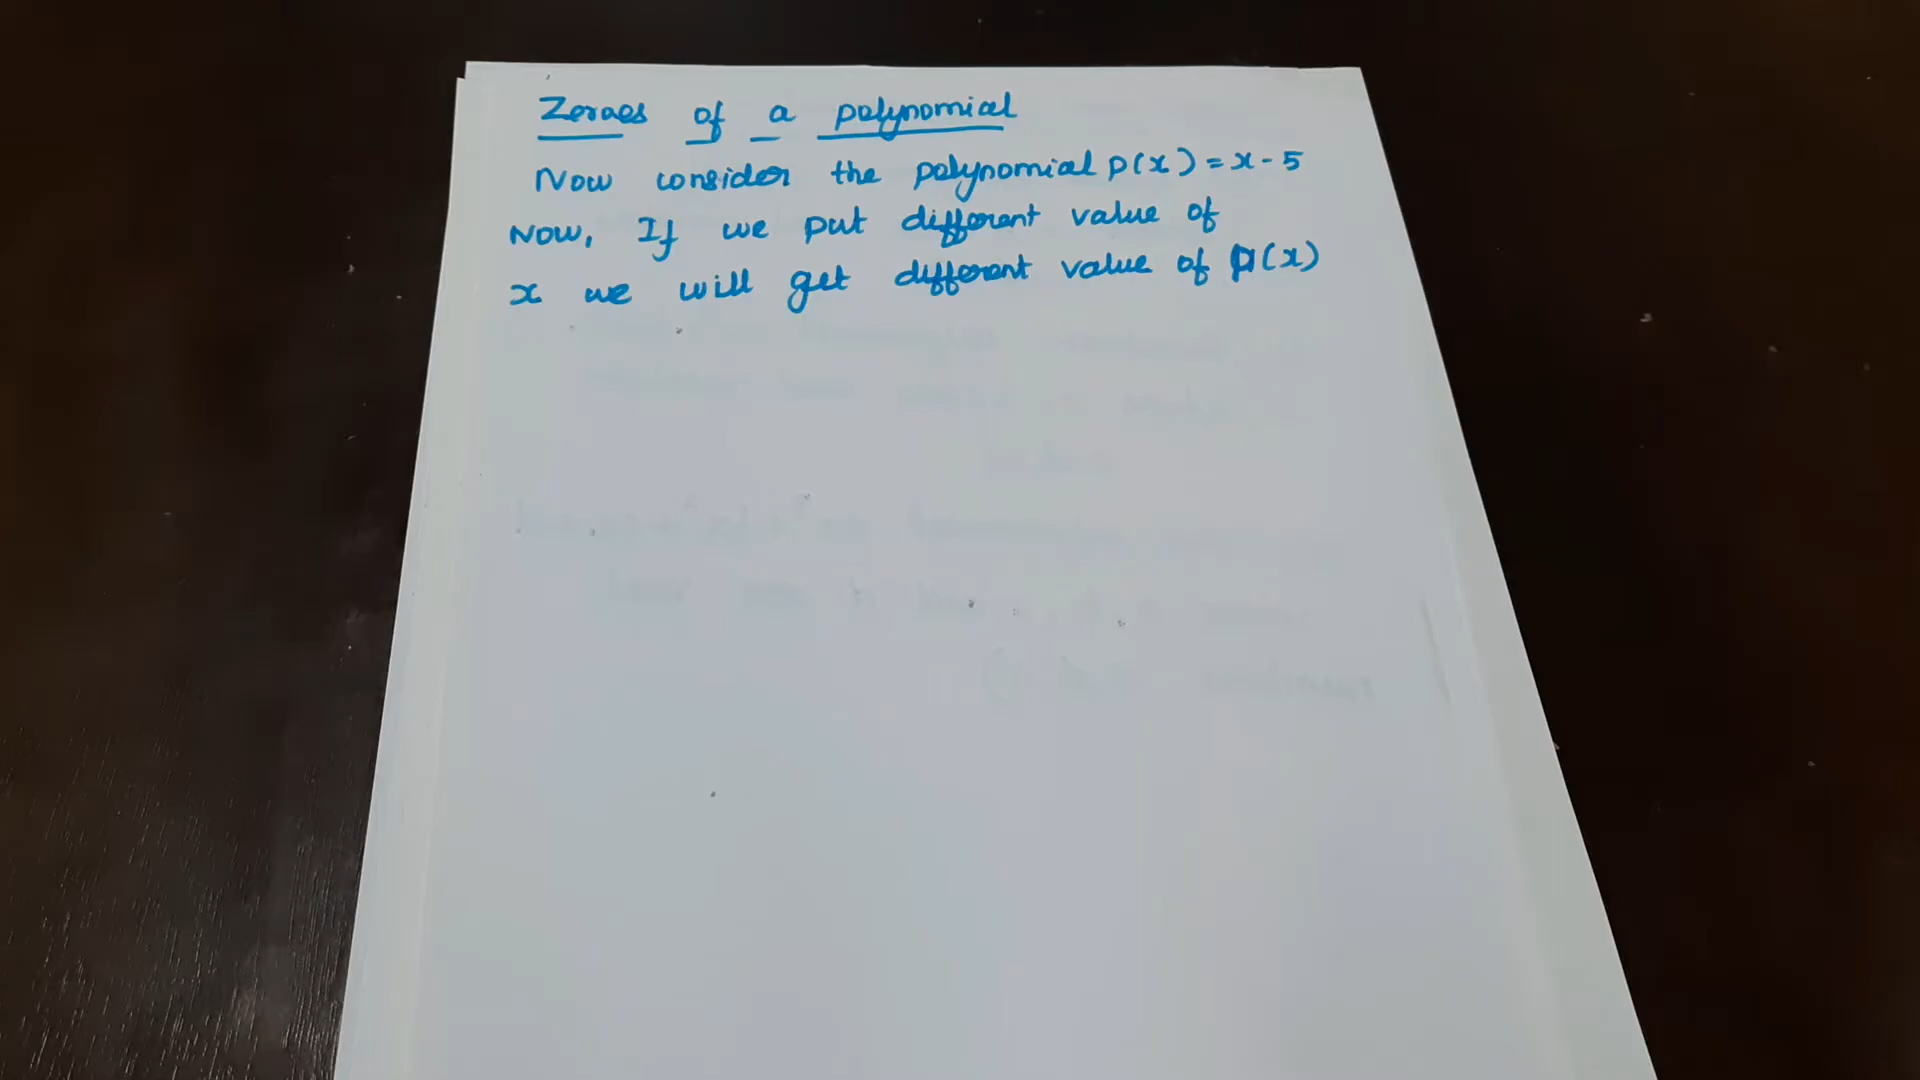 Zeroes of a polynomial
Now consider the polynomial p(x) = x - 5
Now, If we put different value of
x we will get different value of p(x)